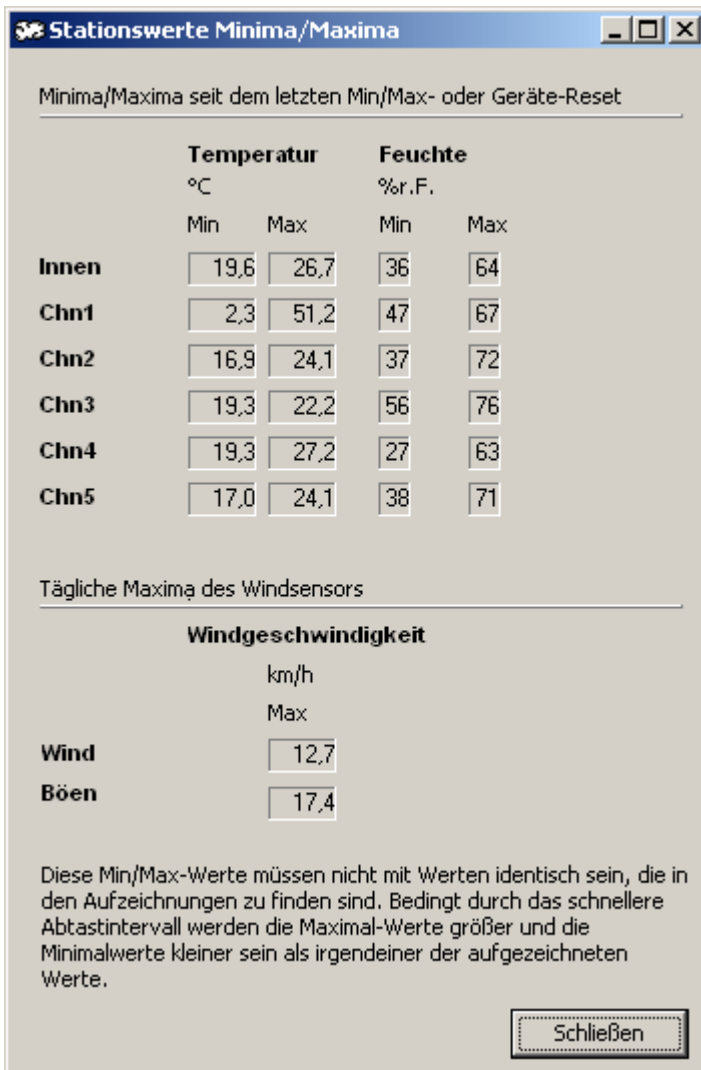 Stationswerte Minima/Maxima
Minima/Maxima seit dem letzten Min/Max- oder Geräte-Reset
Temperatur Feuchte
°C %r.F.
Min Max Min Max
Innen 19,6 26,7 36 64
Chn1 2,3 51,2 47 67
Chn2 16,9 24,1 37 72
Chn3 19,3 22,2 56 76
Chn4 19,3 27,2 27 63
Chn5 17,0 24,1 38 71
Tägliche Maxima des Windsensors
Windgeschwindigkeit
km/h
Max
Wind 12,7
Böen 17,4
Diese Min/Max-Werte müssen nicht mit Werten identisch sein, die in
den Aufzeichnungen zu finden sind. Bedingt durch das schnellere
Abtastintervall werden die Maximal-Werte größer und die
Minimalwerte kleiner sein als irgendeiner der aufgezeichneten
Werte.
Schließen